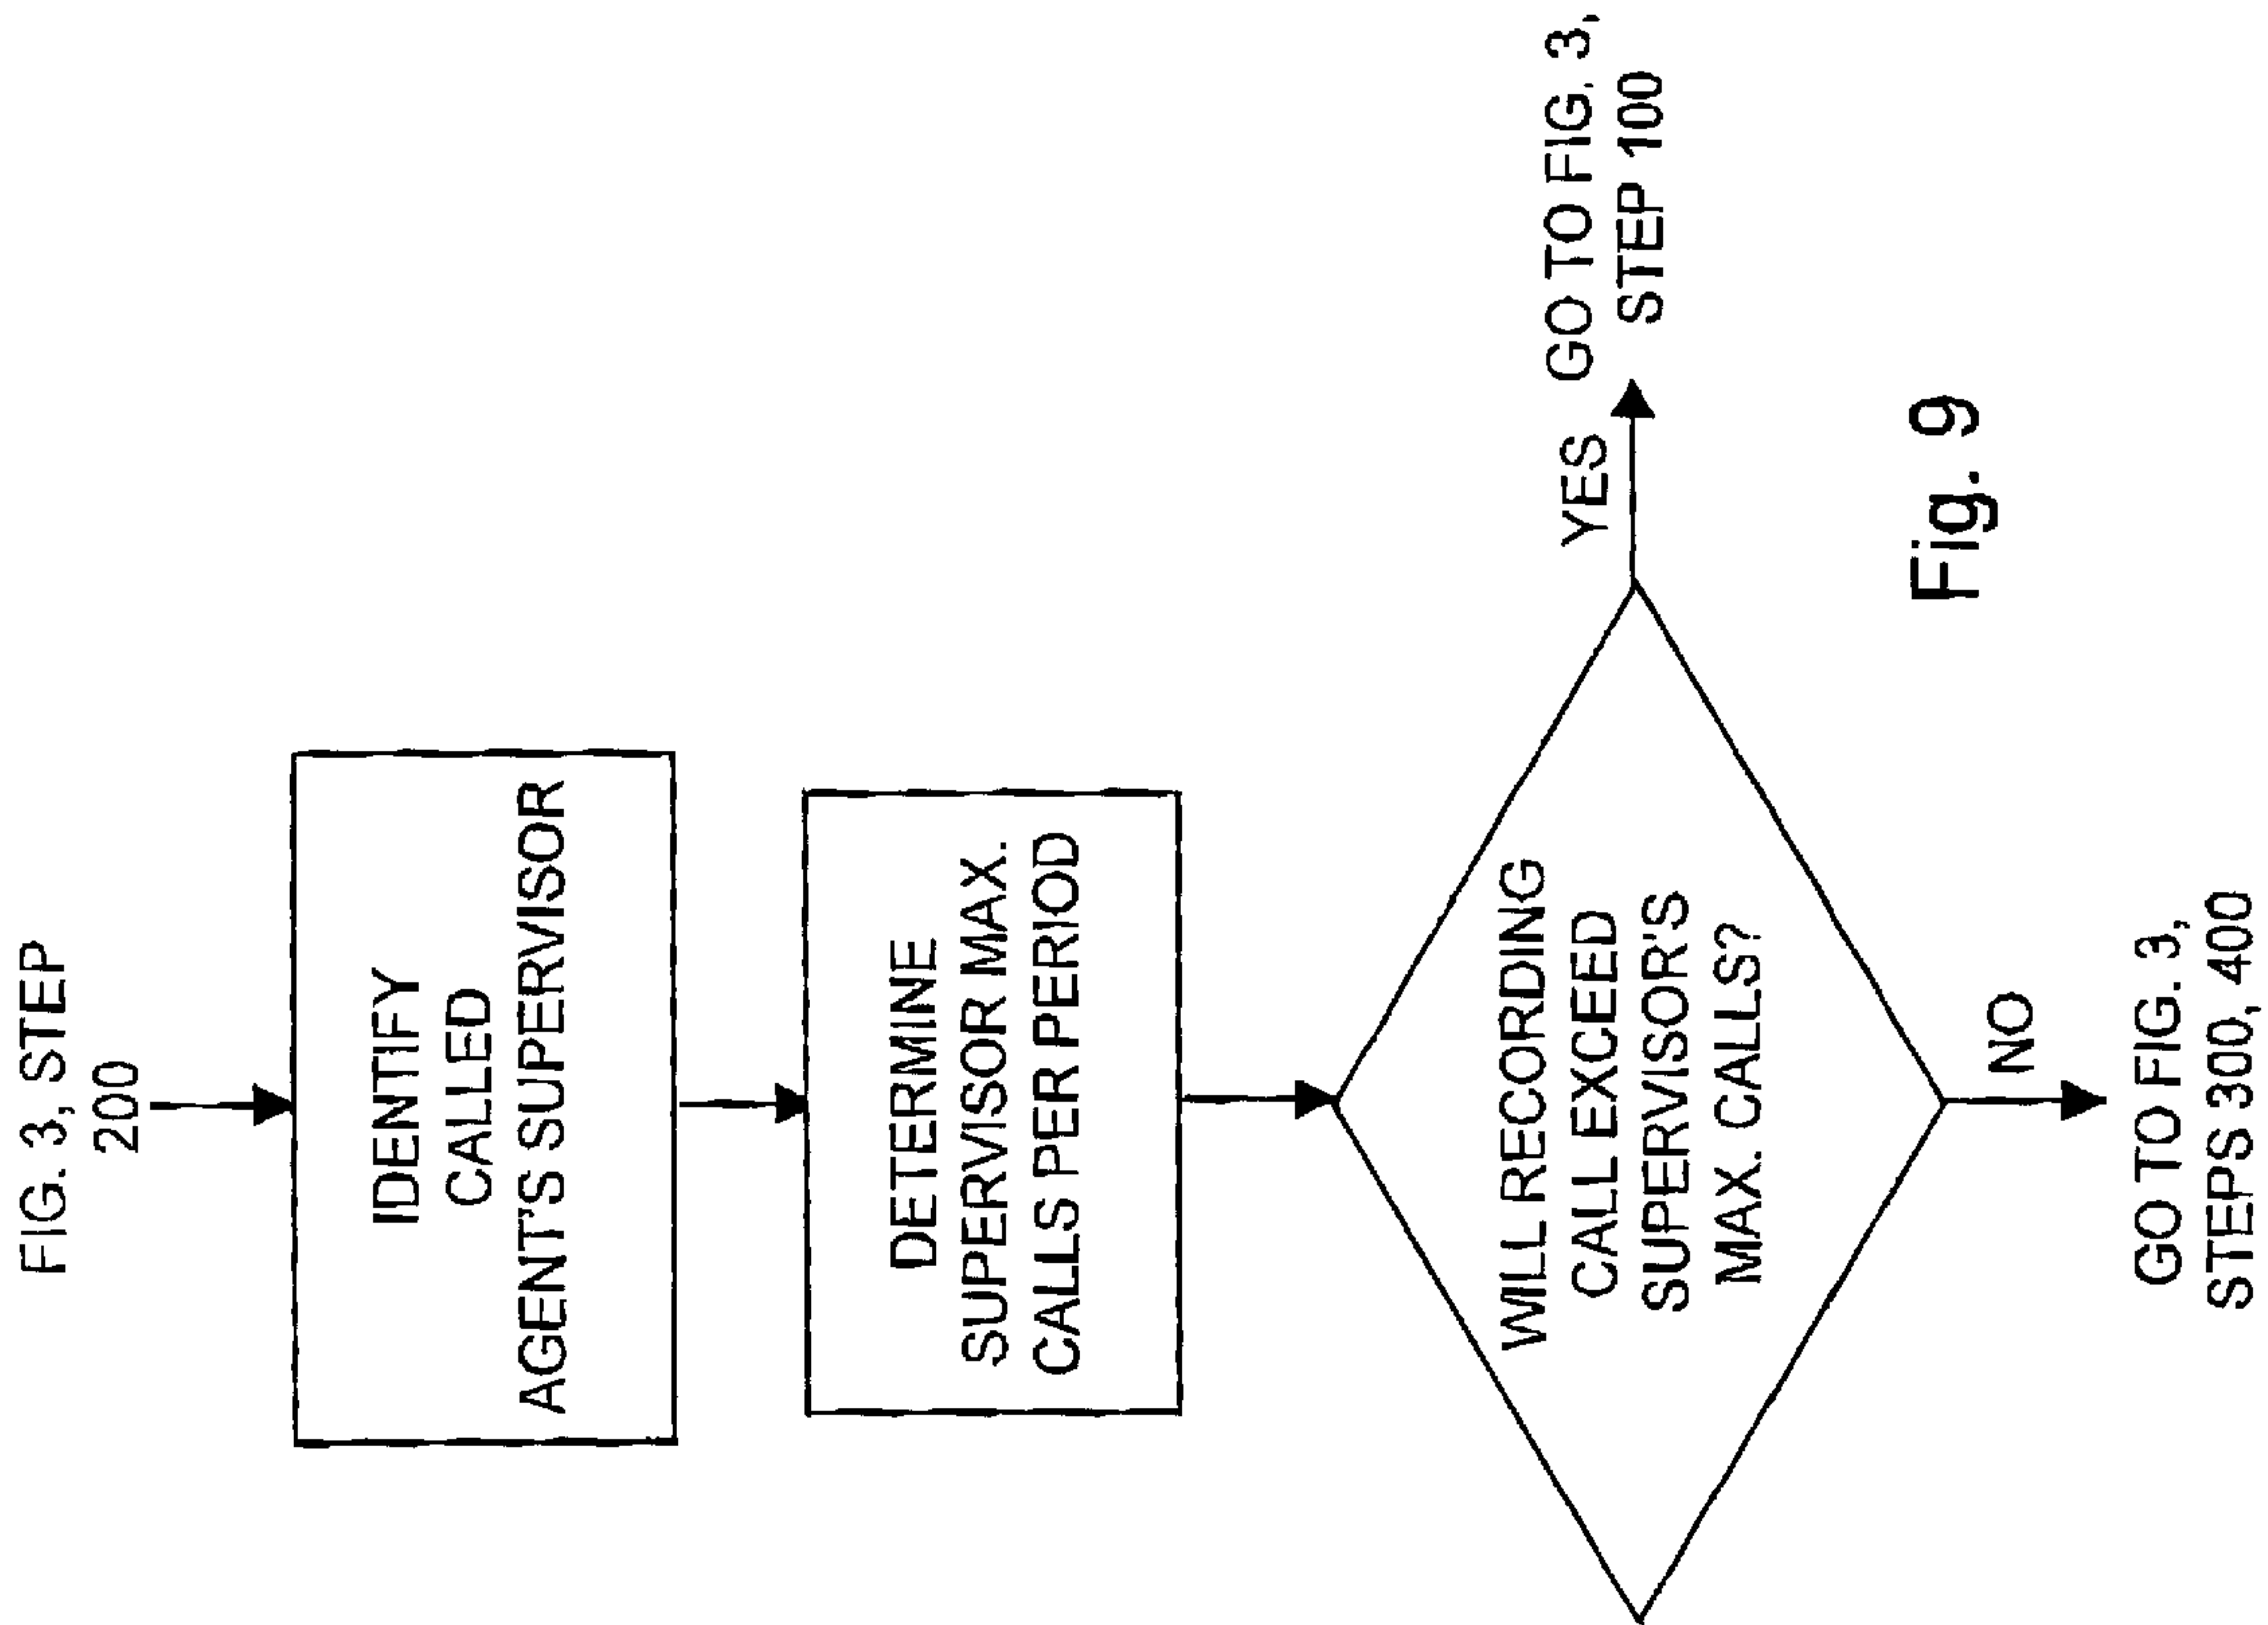 FIG. 3, STEP
200
IDENTIFY
CALLED
AGENT'S SUPERVISOR
DETERMINE
SUPERVISOR MAX.
CALLS PER PERIOD
WILL RECORDING
CALL EXCEED
SUPERVISOR'S
MAX. CALLS?
YES
GO TO FIG. 3,
STEP 100
NO
GO TO FIG. 3,
STEPS 300, 400
Fig. 9